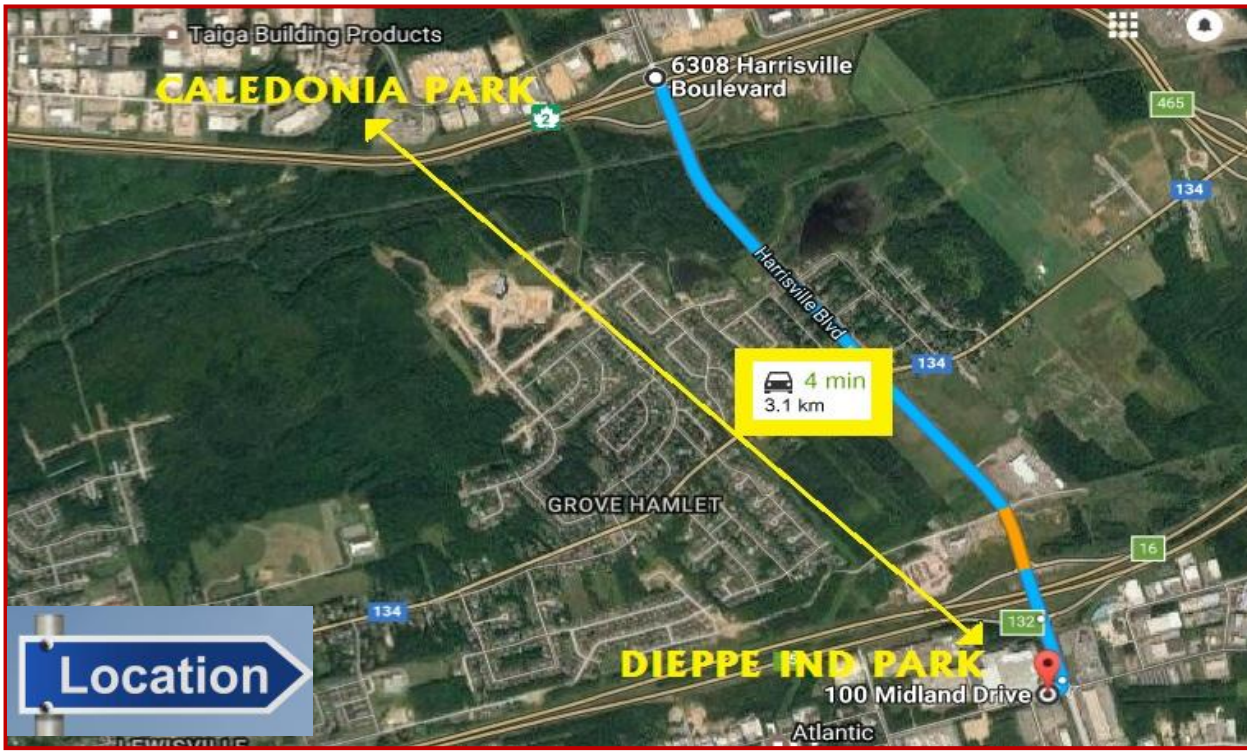 Taiga Building Products
CALEDONIA PARK
2
6308 Harrisville
Boulevard
465
134
Harrisville Blvd
134
4 min
3.1 km
GROVE HAMLET
16
134
132
DIEPPE IND PARK
100 Midland Drive
Atlantic
Location
LEWISVILLE